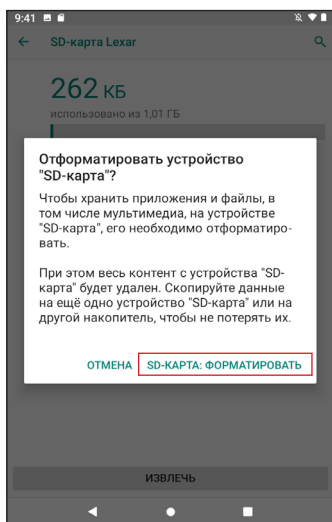 9:41
SD-карта Lexar
262 КБ
использовано из 1,01 ГБ
Отформатировать устройство
"SD-карта"?
Чтобы хранить приложения и файлы, в
том числе мультимедиа, на устройстве
"SD-карта", его необходимо отформатиро-
вать.
При этом весь контент с устройства "SD-
карта" будет удален. Скопируйте данные
на ещё одно устройство "SD-карта" или на
другой накопитель, чтобы не потерять их.
ОТМЕНА SD-КАРТА: ФОРМАТИРОВАТЬ
ИЗВЛЕЧЬ